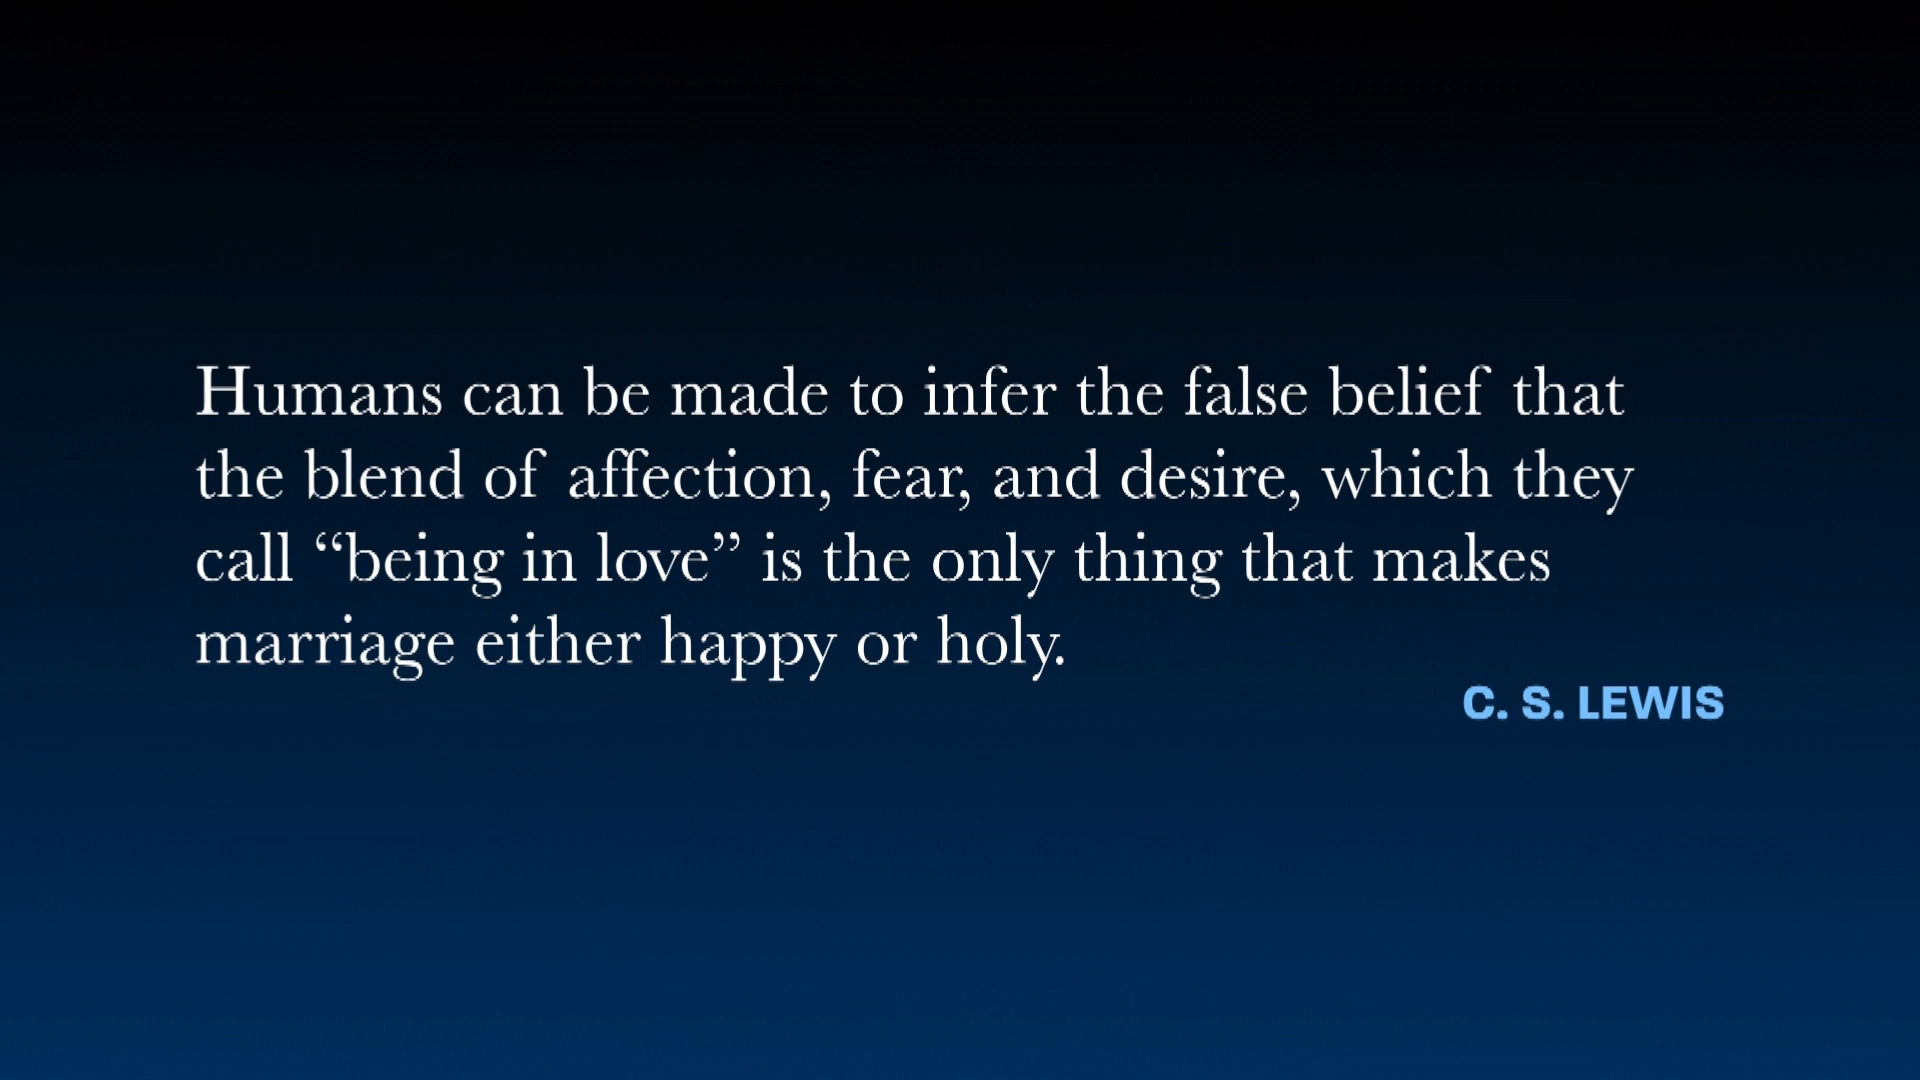 Humans can be made to infer the false belief that
the blend of affection, fear, and desire, which they
call “being in love” is the only thing that makes
marriage either happy or holy.
C. S. LEWIS